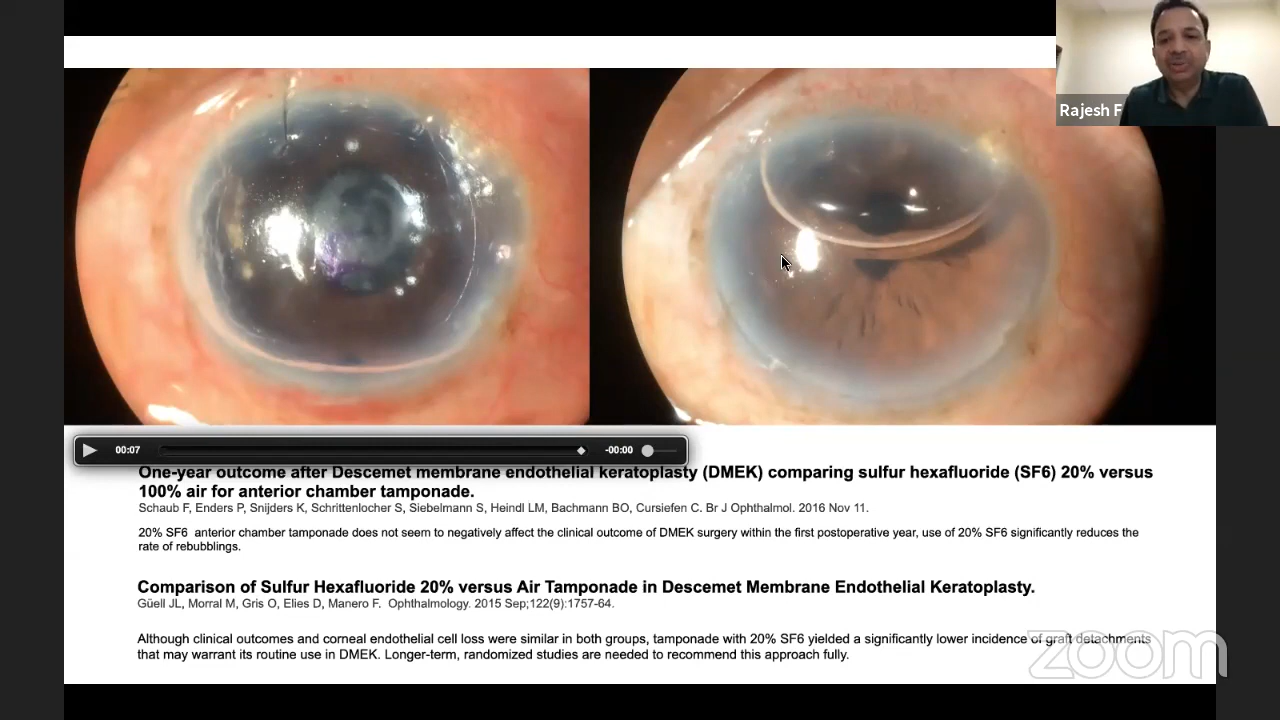 Rajesh F
00:07
-00:00
One-year outcome after Descemet membrane endothelial keratoplasty (DMEK) comparing sulfur hexafluoride (SF6) 20% versus
100% air for anterior chamber tamponade.
Schaub F, Enders P, Snijders K, Schrittenlocher S, Siebelmann S, Heindl LM, Bachmann BO, Cursiefen C. Br J Ophthalmol. 2016 Nov 11.
20% SF6 anterior chamber tamponade does not seem to negatively affect the clinical outcome of DMEK surgery within the first postoperative year, use of 20% SF6 significantly reduces the
rate of rebubblings.
Comparison of Sulfur Hexafluoride 20% versus Air Tamponade in Descemet Membrane Endothelial Keratoplasty.
Güell JL, Morral M, Gris O, Elies D, Manero F. Ophthalmology. 2015 Sep;122(9):1757-64.
Although clinical outcomes and corneal endothelial cell loss were similar in both groups, tamponade with 20% SF6 yielded a significantly lower incidence of graft detachments
that may warrant its routine use in DMEK. Longer-term, randomized studies are needed to recommend this approach fully.
zoom